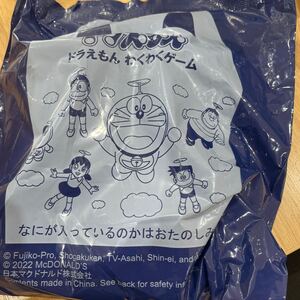 ドラえもん わくわくゲーム
なにが入っているのかはおたのしみ
© Fujiko-Pro, Shogakukan, TV-Asahi, Shin-ei, and
© 2022 McDONALD'S
日本マクドナルド株式会社
Contents made in China. See back for safety infor